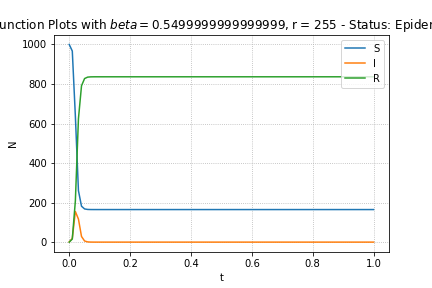 unction Plots with beta = 0.5499999999999999, r = 255 - Status: Epider
1000
800
600
400
200
0
N
S
I
R
0.0 0.2 0.4 0.6 0.8 1.0
t